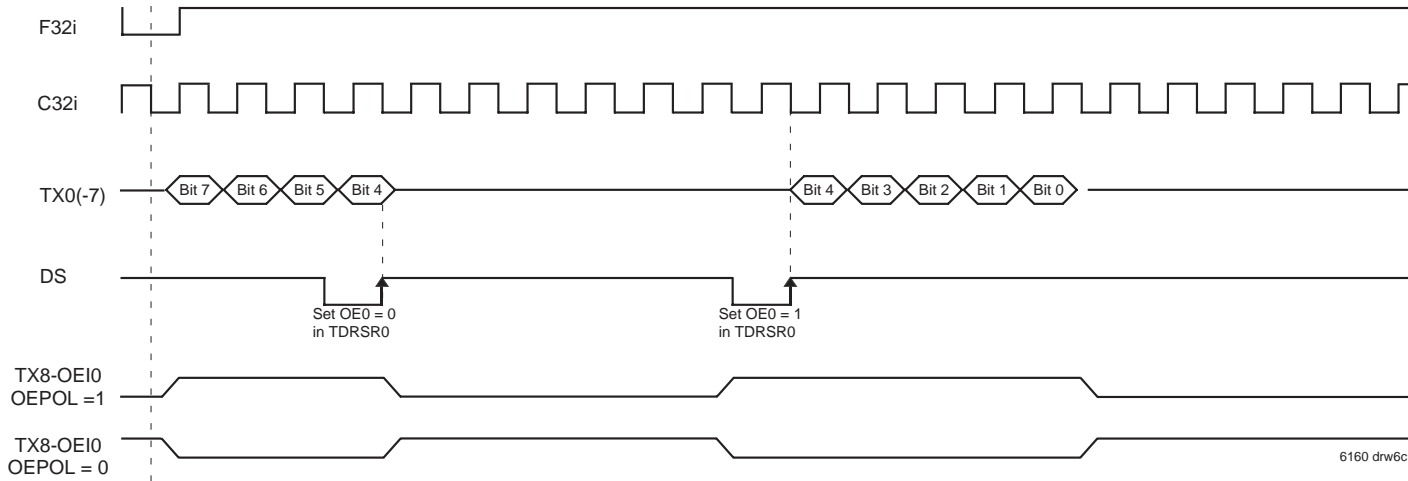 F32i
C32i
TX0(-7)
Bit 7 Bit 6 Bit 5 Bit 4 Bit 4 Bit 3 Bit 2 Bit 1 Bit 0
DS
Set OE0 = 0
in TDRSR0
Set OE0 = 1
in TDRSR0
TX8-OEI0
OEPOL =1
TX8-OEI0
OEPOL = 0
6160 drw6c